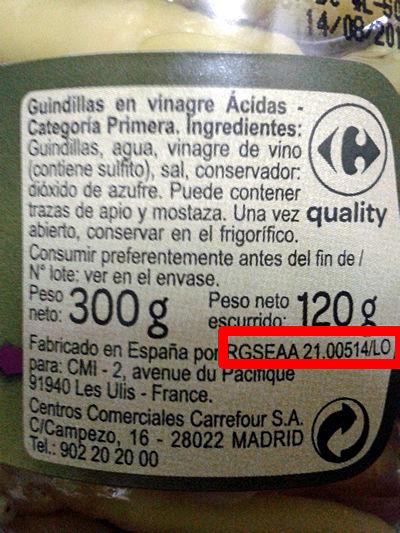 14/08/201
Guindillas en vinagre Ácidas -
Categoría Primera. Ingredientes:
Guindillas, agua, vinagre de vino
(contiene sulfito), sal, conservador:
dióxido de azufre. Puede contener
trazas de apio y mostaza. Una vez
abierto, conservar en el frigorífico.
quality
Consumir preferentemente antes del fin de /
N° lote: ver en el envase.
Peso neto: 300 g Peso neto escurrido: 120 g
Fabricado en España por RGSEAA 21.00514/LO
para: CMI - 2, avenue du Pacifique
91940 Les Ulis - France.
Centros Comerciales Carrefour S.A.
C/Campezo, 16 - 28022 MADRID
Tel.: 902 20 20 00